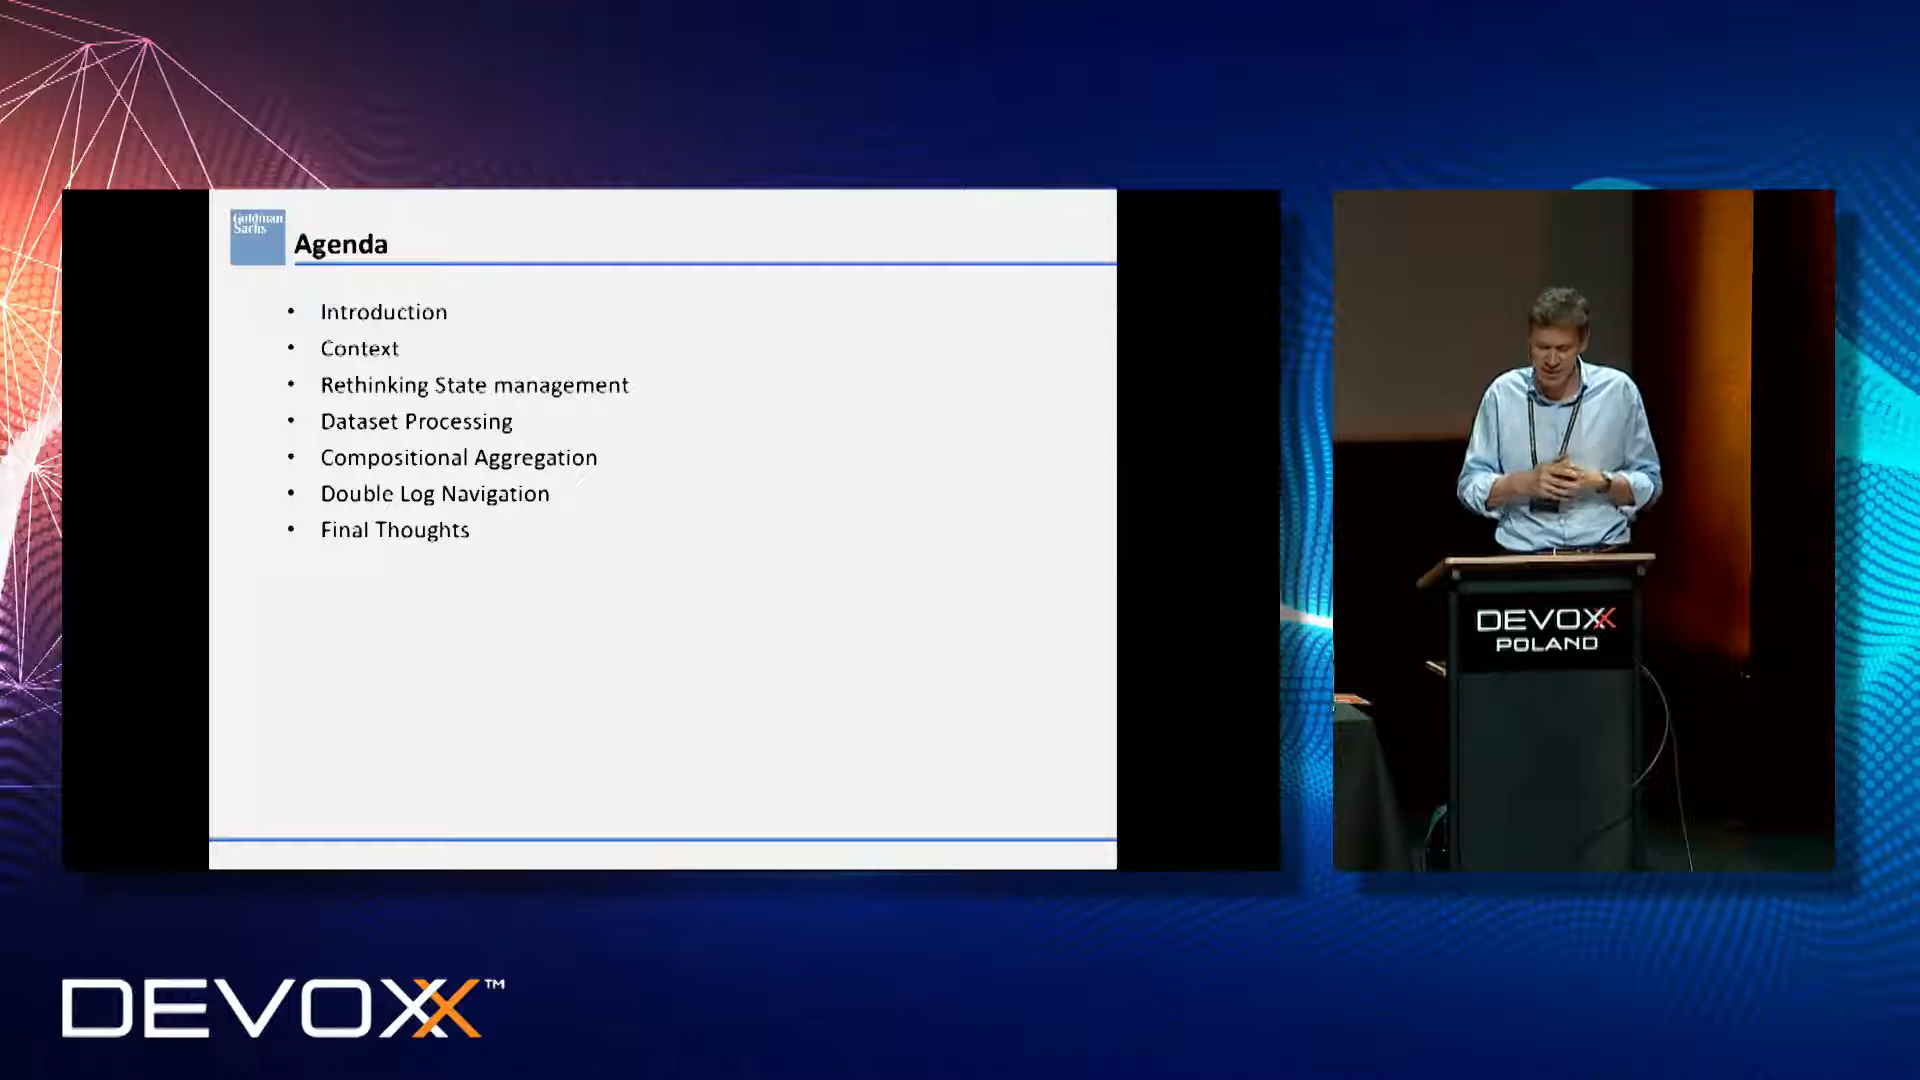 Goldman
Sachs
Agenda
• Introduction
• Context
• Rethinking State management
• Dataset Processing
• Compositional Aggregation
• Double Log Navigation
• Final Thoughts
DEVOXX
POLAND
DEVOXX™